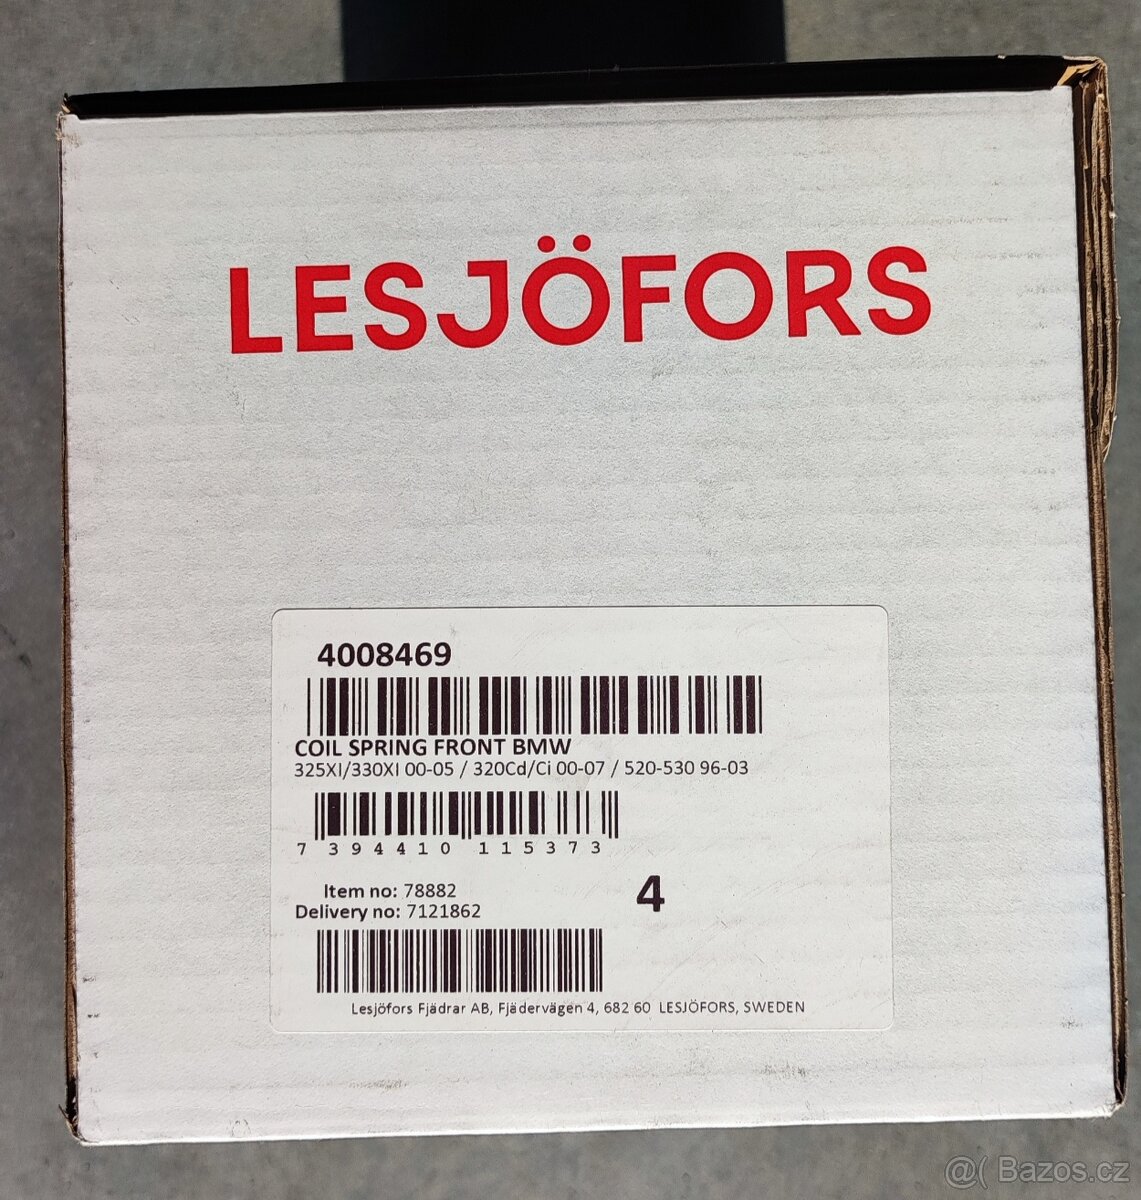 LESJÖFORS
4008469
COIL SPRING FRONT BMW
325XI/330XI 00-05 / 320Cd/Ci 00-07 / 520-530 96-03
7 394410 115373
Item no: 78882
4
Delivery no: 7121862
Lesjöfors Fjädrar AB, Fjädervägen 4, 682 60 LESJÖFORS, SWEDEN
@( Bazos.cz